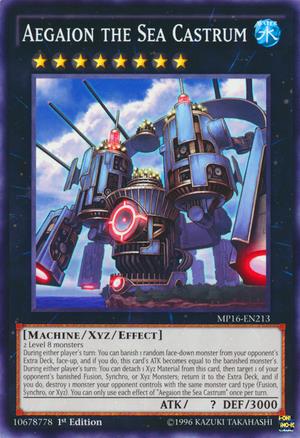 AEGAION THE SEA CASTRUM
WATER
水
MP16-EN213
[MACHINE/XYZ/EFFECT]
2 Level 8 monsters
During either player's turn: You can banish 1 random face-down monster from your opponent's
Extra Deck, face-up, and if you do, this card's ATK becomes equal to the banished monster's.
During either player's turn: You can detach 1 Xyz Material from this card, then target 1 of your
opponent's banished Fusion, Synchro, or Xyz Monsters; return it to the Extra Deck, and if
you do, destroy 1 monster your opponent controls with the same monster card type (Fusion,
Synchro, or Xyz). You can only use each effect of "Aegaion the Sea Castrum" once per turn.
ATK/ ? DEF/3000
10678778 1st Edition ©1996 KAZUKI TAKAHASHI